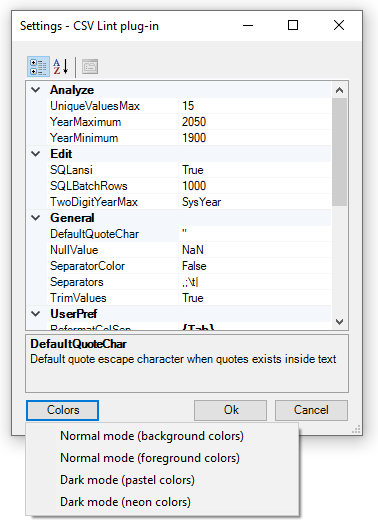 Settings - CSV Lint plug-in
A
Z
Analyze
UniqueValuesMax 15
YearMaximum 2050
YearMinimum 1900
Edit
SQLansi True
SQLBatchRows 1000
TwoDigitYearMax SysYear
General
DefaultQuoteChar "
NullValue NaN
SeparatorColor False
Separators ,;\t|
TrimValues True
UserPref
ReformatColSep {Tab}
DefaultQuoteChar
Default quote escape character when quotes exists inside text
Colors Ok Cancel
Normal mode (background colors)
Normal mode (foreground colors)
Dark mode (pastel colors)
Dark mode (neon colors)